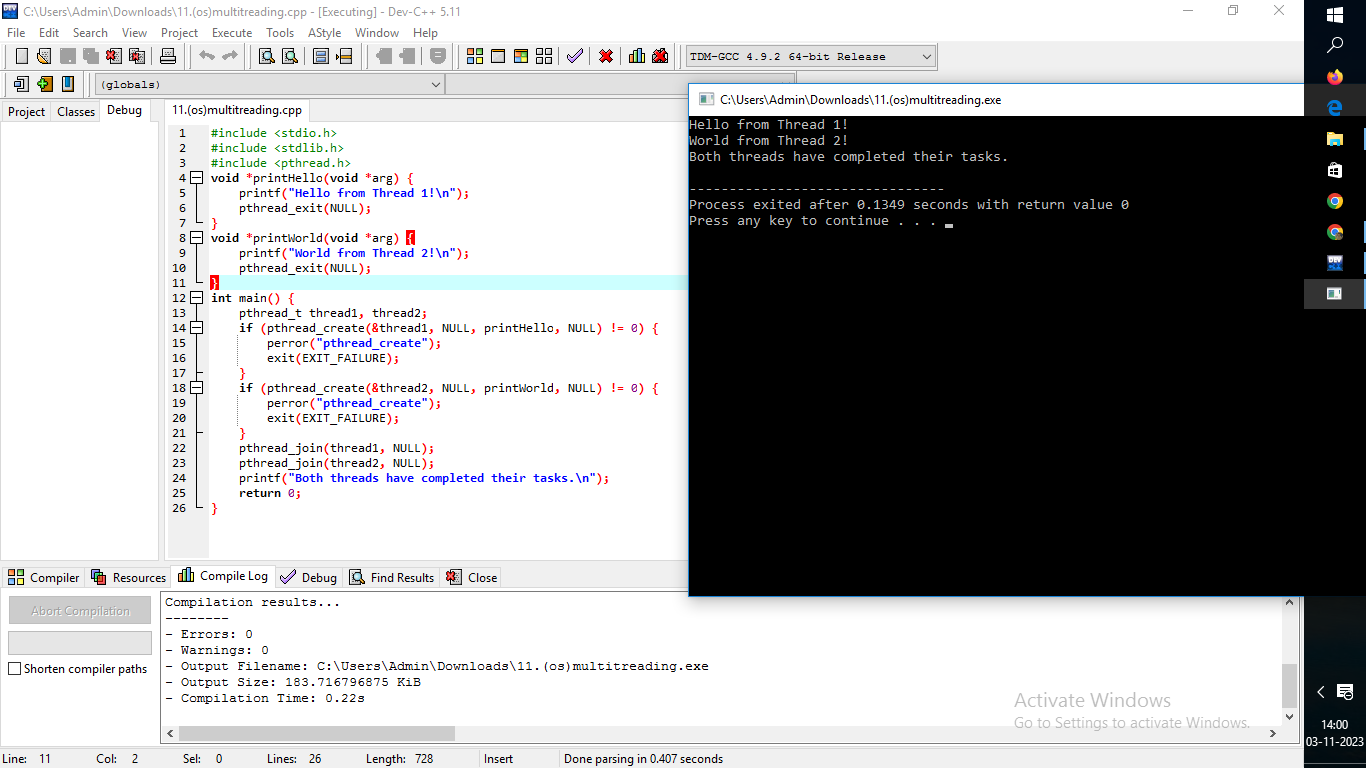 C:\Users\Admin\Downloads\11.(os)multitreading.cpp - [Executing] - Dev-C++ 5.11
File Edit Search View Project Execute Tools AStyle Window Help
TDM-GCC 4.9.2 64-bit Release
(globals)
Project Classes Debug
11.(os)multitreading.cpp
1 #include <stdio.h>
2 #include <stdlib.h>
3 #include <pthread.h>
4 void *printHello(void *arg) {
5 printf("Hello from Thread 1!\n");
6 pthread_exit(NULL);
7 }
8 void *printWorld(void *arg) {
9 printf("World from Thread 2!\n");
10 pthread_exit(NULL);
11 }
12 int main() {
13 pthread_t thread1, thread2;
14 if (pthread_create(&thread1, NULL, printHello, NULL) != 0) {
15 perror("pthread_create");
16 exit(EXIT_FAILURE);
17 }
18 if (pthread_create(&thread2, NULL, printWorld, NULL) != 0) {
19 perror("pthread_create");
20 exit(EXIT_FAILURE);
21 }
22 pthread_join(thread1, NULL);
23 pthread_join(thread2, NULL);
24 printf("Both threads have completed their tasks.\n");
25 return 0;
26 }
C:\Users\Admin\Downloads\11.(os)multitreading.exe
Hello from Thread 1!
World from Thread 2!
Both threads have completed their tasks.
--------------------------------
Process exited after 0.1349 seconds with return value 0
Press any key to continue . . .
DEV
Compiler Resources Compile Log Debug Find Results Close
Abort Compilation
Shorten compiler paths
Compilation results...
--------
- Errors: 0
- Warnings: 0
- Output Filename: C:\Users\Admin\Downloads\11.(os)multitreading.exe
- Output Size: 183.716796875 KiB
- Compilation Time: 0.22s
Activate Windows
Go to Settings to activate Windows.
14:00
03-11-2023
Line: 11 Col: 2 Sel: 0 Lines: 26 Length: 728 Insert Done parsing in 0.407 seconds